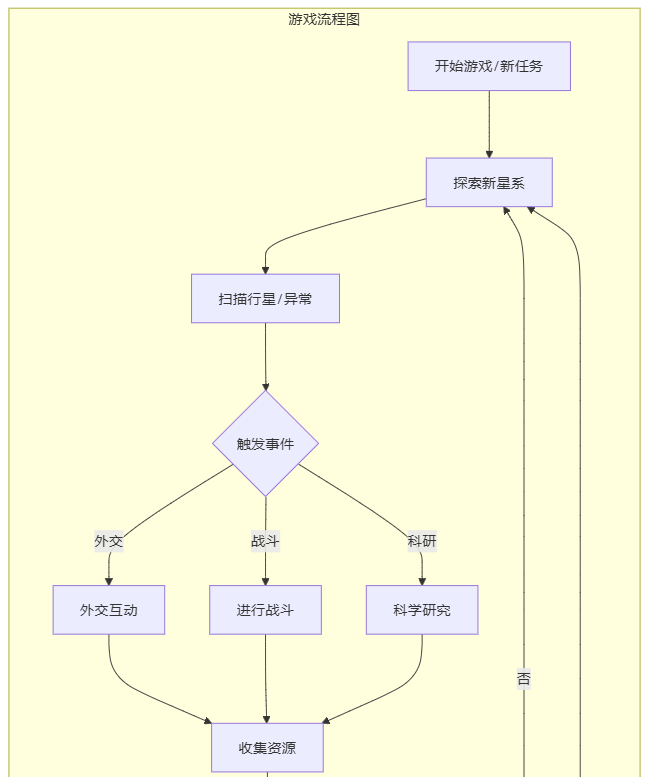 游戏流程图
开始游戏/新任务
探索新星系
扫描行星/异常
触发事件
外交
战斗
科研
外交互动
进行战斗
科学研究
否
收集资源